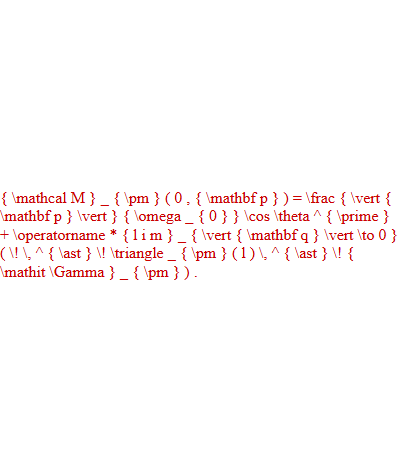 { \mathcal M } _ { \pm } ( 0 , { \mathbf p } ) = \frac { \vert {
\mathbf p } \vert } { \omega _ { 0 } } \cos \theta ^ { \prime }
+ \operatorname * { l i m } _ { \vert { \mathbf q } \vert \to 0 }
( \! \, ^ { \ast } \! \triangle _ { \pm } ( 1 ) \, ^ { \ast } \! {
\mathit \Gamma } _ { \pm } ) .